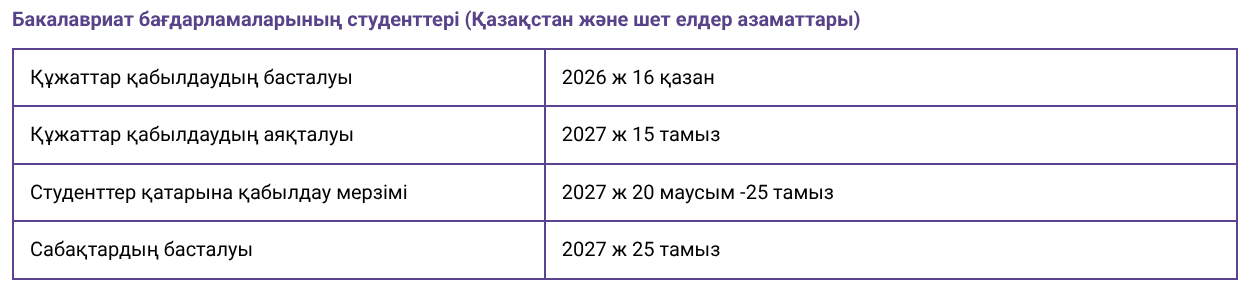 Бакалавриат бағдарламаларының студенттері (Қазақстан және шет елдер азаматтары)
Құжаттар қабылдаудың басталуы 2026 ж 16 қазан
Құжаттар қабылдаудың аяқталуы 2027 ж 15 тамыз
Студенттер қатарына қабылдау мерзімі 2027 ж 20 маусым -25 тамыз
Сабақтардың басталуы 2027 ж 25 тамыз